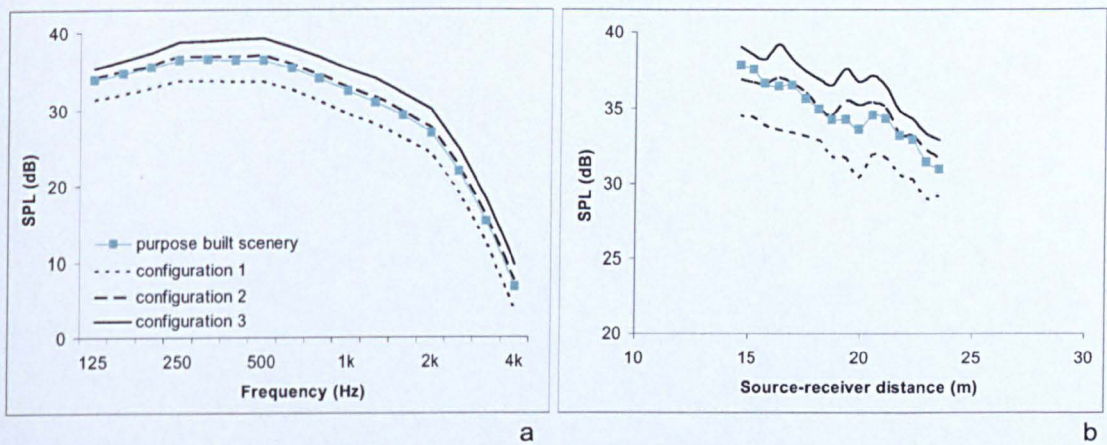 40
30
20
10
0
SPL (dB)
purpose built scenery
configuration 1
configuration 2
configuration 3
125 250 500 1k 2k 4k
Frequency (Hz)
a
40
35
30
25
20
SPL (dB)
10 15 20 25 30
Source-receiver distance (m)
b